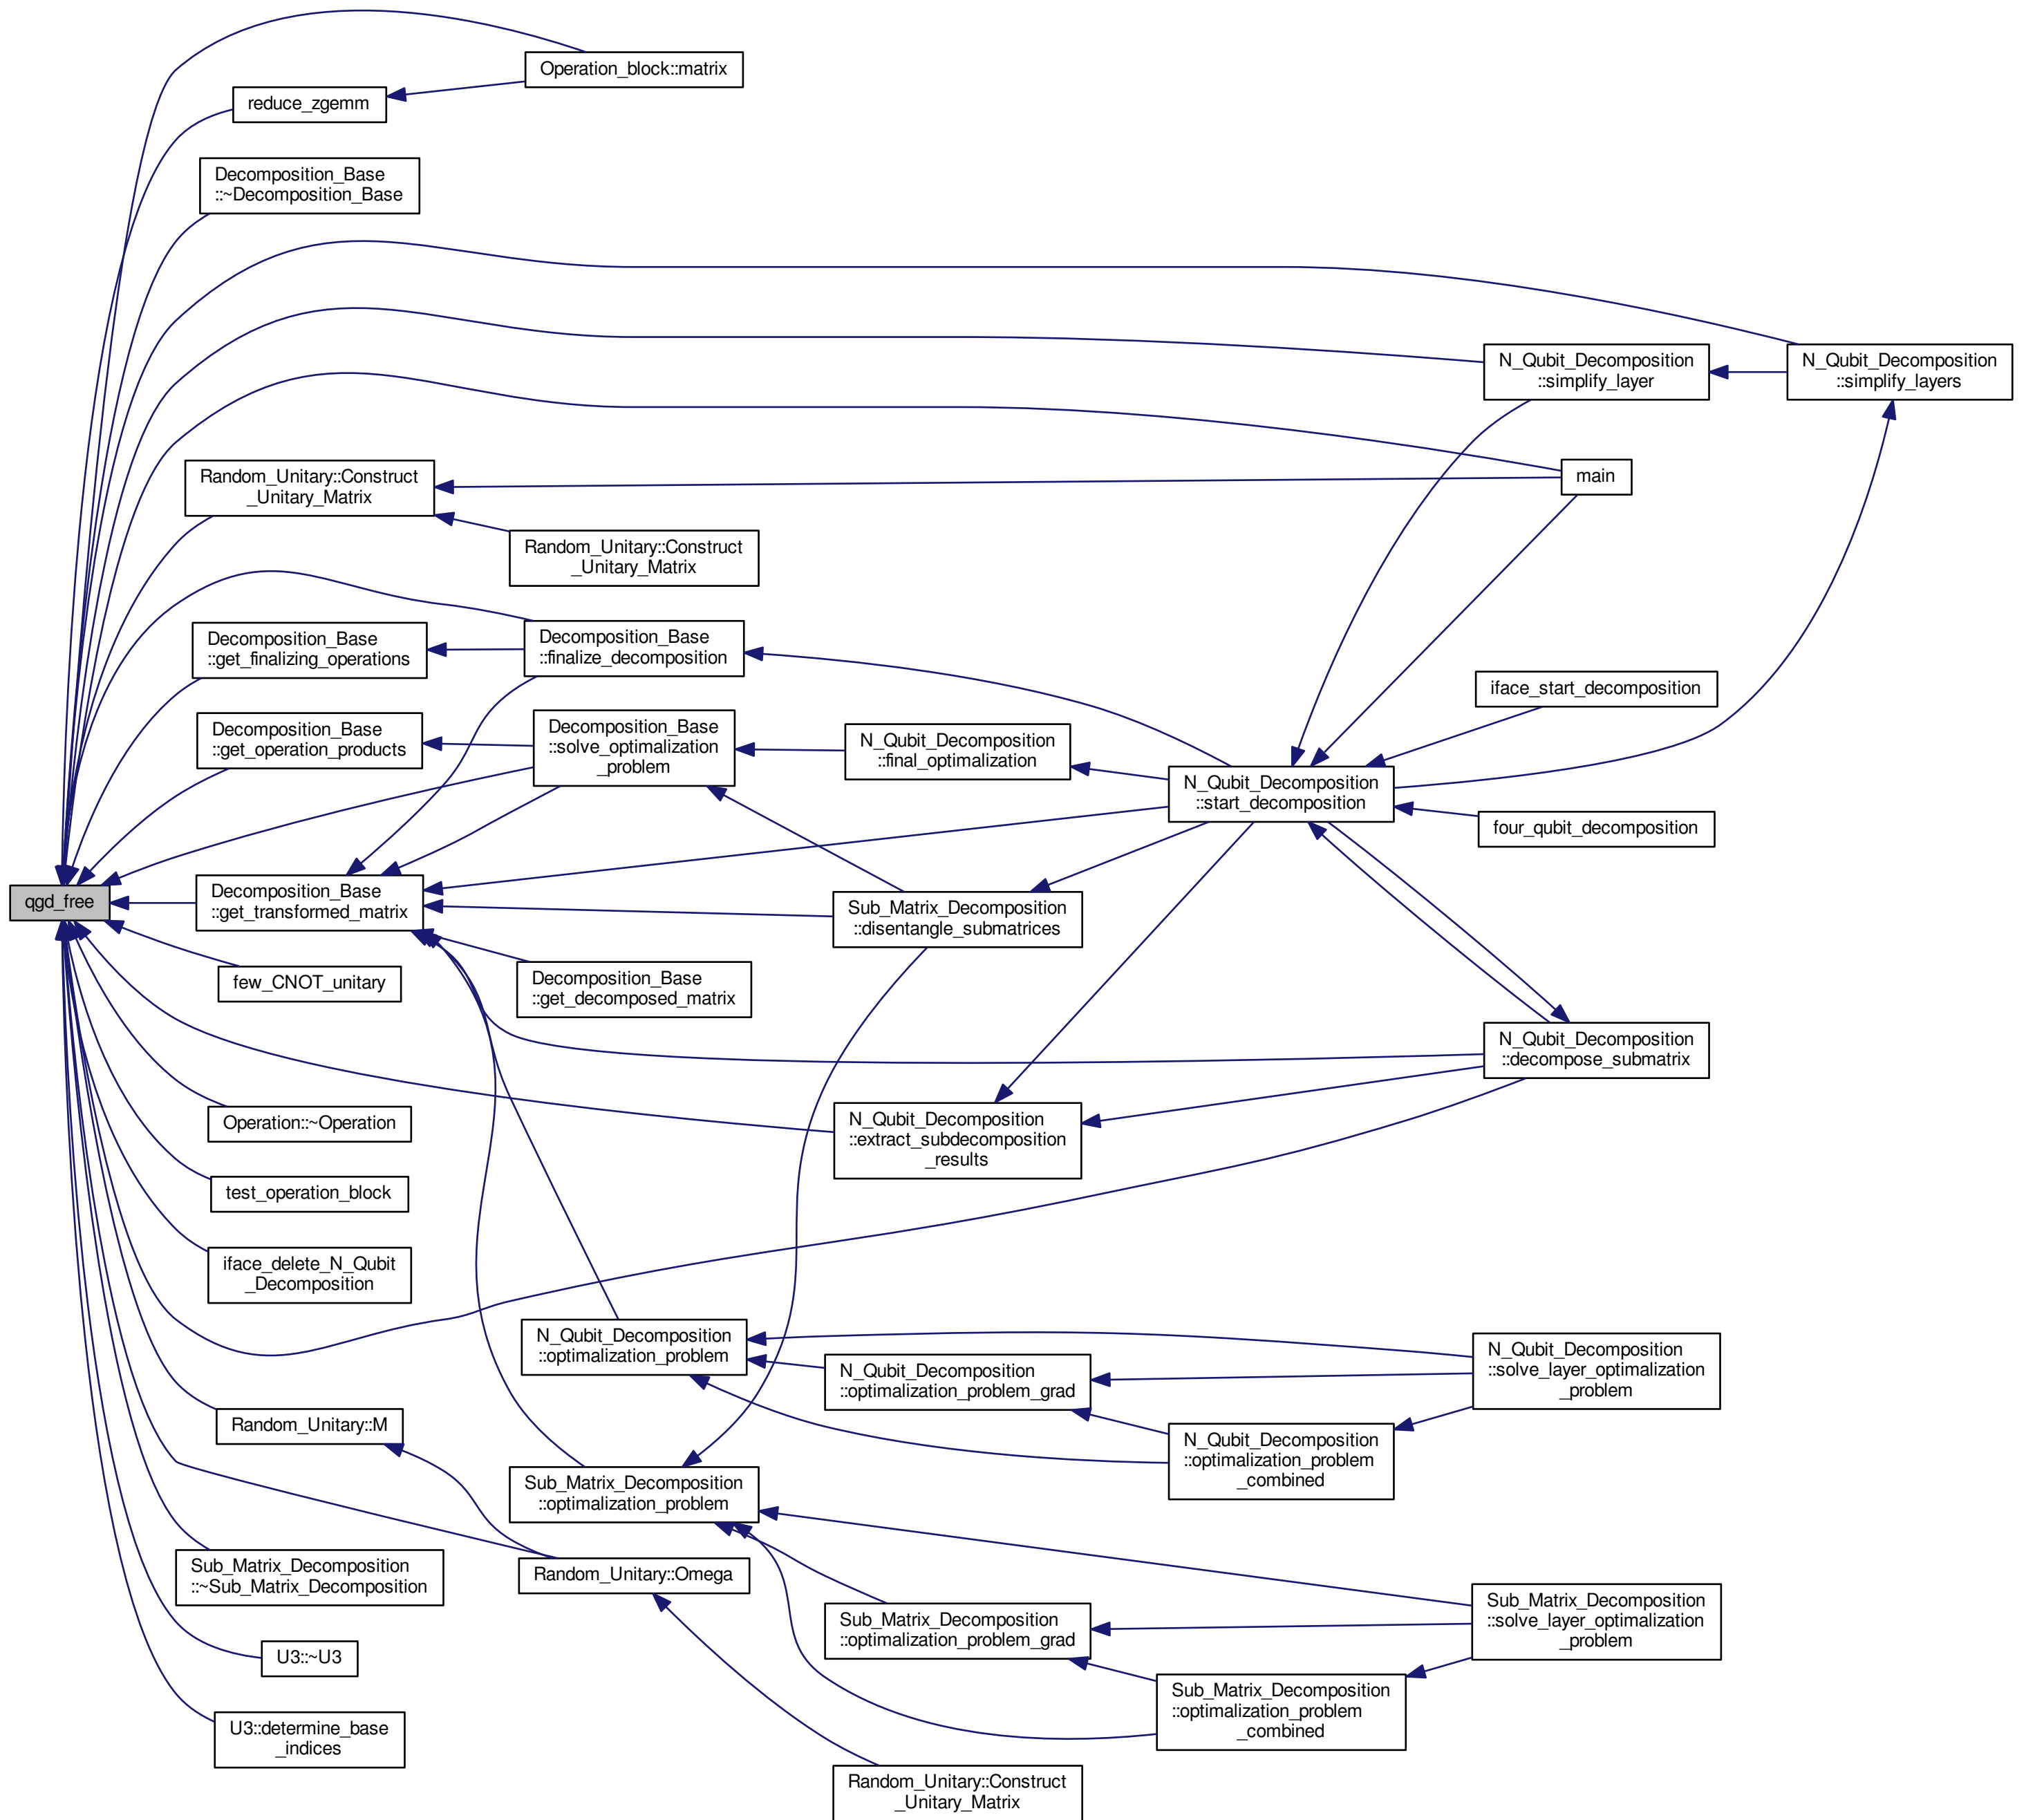 Operation_block::matrix
reduce_zgemm
Decomposition_Base
::~Decomposition_Base
N_Qubit_Decomposition
::simplify_layer
N_Qubit_Decomposition
::simplify_layers
Random_Unitary::Construct
_Unitary_Matrix
main
Random_Unitary::Construct
_Unitary_Matrix
Decomposition_Base
::get_finalizing_operations
Decomposition_Base
::finalize_decomposition
iface_start_decomposition
Decomposition_Base
::get_operation_products
Decomposition_Base
::solve_optimalization
_problem
N_Qubit_Decomposition
::final_optimalization
N_Qubit_Decomposition
::start_decomposition
four_qubit_decomposition
qgd_free
Decomposition_Base
::get_transformed_matrix
Sub_Matrix_Decomposition
::disentangle_submatrices
few_CNOT_unitary
Decomposition_Base
::get_decomposed_matrix
N_Qubit_Decomposition
::decompose_submatrix
Operation::~Operation
N_Qubit_Decomposition
::extract_subdecomposition
_results
test_operation_block
iface_delete_N_Qubit
_Decomposition
N_Qubit_Decomposition
::optimalization_problem
N_Qubit_Decomposition
::optimalization_problem_grad
N_Qubit_Decomposition
::solve_layer_optimalization
_problem
Random_Unitary::M
N_Qubit_Decomposition
::optimalization_problem
_combined
Sub_Matrix_Decomposition
::optimalization_problem
Sub_Matrix_Decomposition
::~Sub_Matrix_Decomposition
Random_Unitary::Omega
Sub_Matrix_Decomposition
::optimalization_problem_grad
Sub_Matrix_Decomposition
::solve_layer_optimalization
_problem
U3::~U3
Sub_Matrix_Decomposition
::optimalization_problem
_combined
U3::determine_base
_indices
Random_Unitary::Construct
_Unitary_Matrix